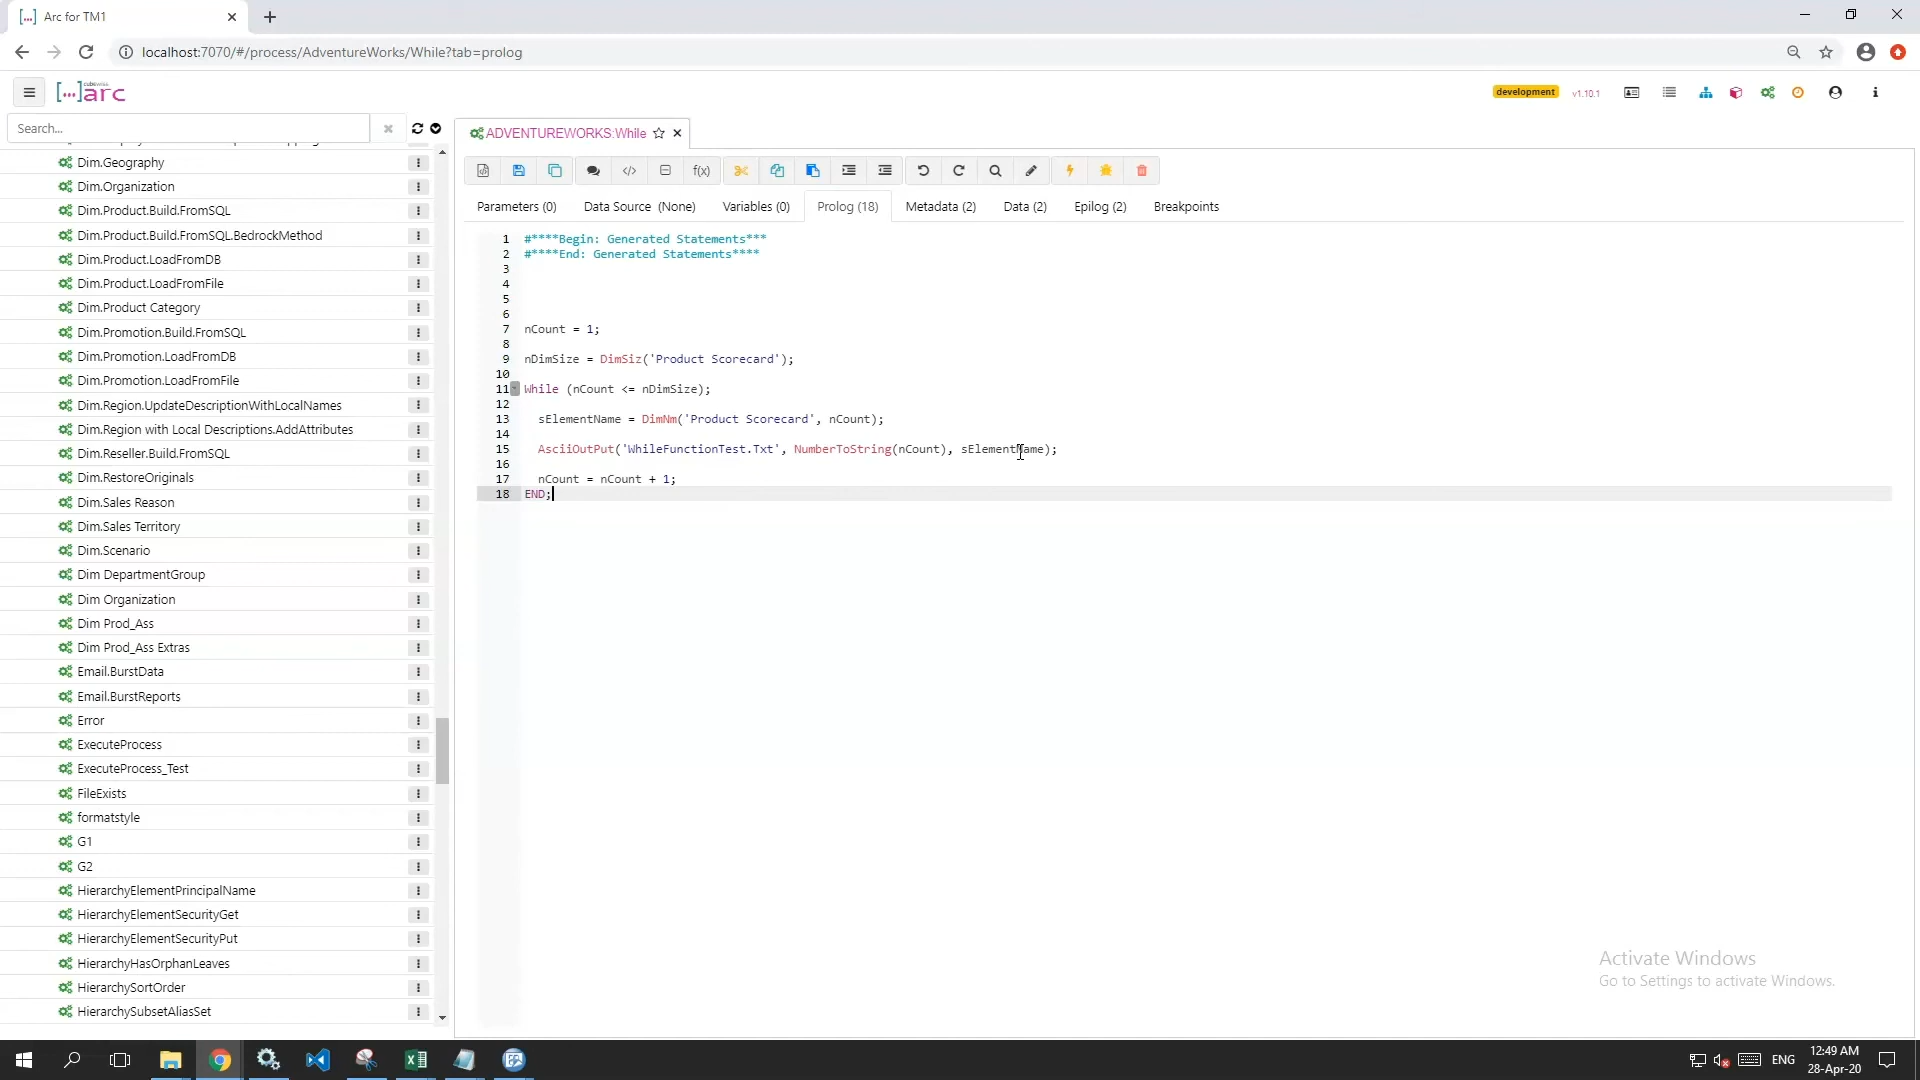 [...] Arc for TM1
localhost:7070/#/process/AdventureWorks/While?tab=prolog
[...]arc
cubewise
development
v1.10.1
Search...
ADVENTUREWORKS:While
f(x)
Parameters (0)
Data Source (None)
Variables (0)
Prolog (18)
Metadata (2)
Data (2)
Epilog (2)
Breakpoints
Dim.Geography
Dim.Organization
Dim.Product.Build.FromSQL
Dim.Product.Build.FromSQL.BedrockMethod
Dim.Product.LoadFromDB
Dim.Product.LoadFromFile
Dim.Product Category
Dim.Promotion.Build.FromSQL
Dim.Promotion.LoadFromDB
Dim.Promotion.LoadFromFile
Dim.Region.UpdateDescriptionWithLocalNames
Dim.Region with Local Descriptions.AddAttributes
Dim.Reseller.Build.FromSQL
Dim.RestoreOriginals
Dim.Sales Reason
Dim.Sales Territory
Dim.Scenario
Dim DepartmentGroup
Dim Organization
Dim Prod_Ass
Dim Prod_Ass Extras
Email.BurstData
Email.BurstReports
Error
ExecuteProcess
ExecuteProcess_Test
FileExists
formatstyle
G1
G2
HierarchyElementPrincipalName
HierarchyElementSecurityGet
HierarchyElementSecurityPut
HierarchyHasOrphanLeaves
HierarchySortOrder
HierarchySubsetAliasSet
1 #****Begin: Generated Statements***
2 #****End: Generated Statements****
3
4
5
6
7 nCount = 1;
8
9 nDimSize = DimSiz('Product Scorecard');
10
11 While (nCount <= nDimSize);
12
13 sElementName = DimNm('Product Scorecard', nCount);
14
15 AsciiOutPut('WhileFunctionTest.Txt', NumberToString(nCount), sElementName);
16
17 nCount = nCount + 1;
18 END;
Activate Windows
Go to Settings to activate Windows.
ENG
12:49 AM
28-Apr-20